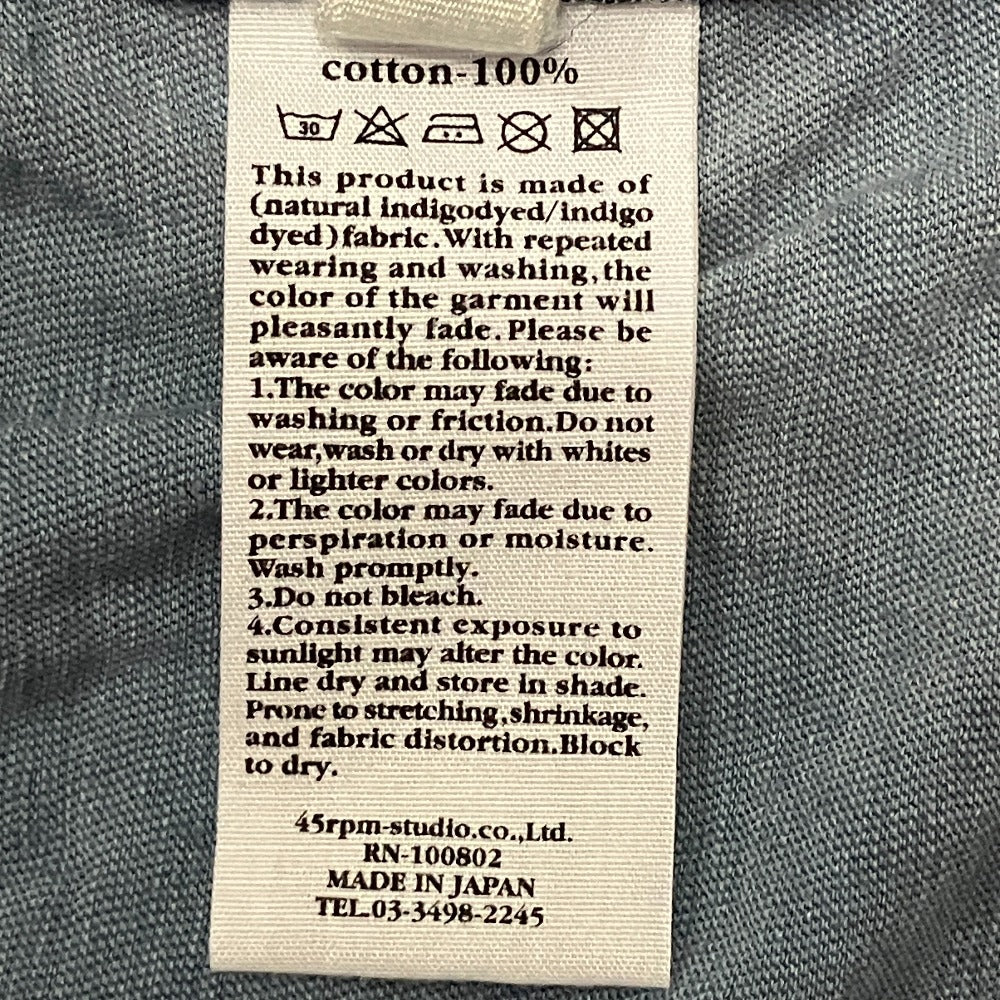 cotton-100%
30
This product is made of
(natural indigodyed/indigo
dyed)fabric.With repeated
wearing and washing,the
color of the garment will
pleasantly fade.Please be
aware of the following:
1.The color may fade due to
washing or friction.Do not
wear,wash or dry with whites
or lighter colors.
2.The color may fade due to
perspiration or moisture.
Wash promptly.
3.Do not bleach.
4.Consistent exposure to
sunlight may alter the color.
Line dry and store in shade.
Prone to stretching,shrinkage,
and fabric distortion.Block
to dry.
45rpm-studio.co.,Ltd.
RN-100802
MADE IN JAPAN
TEL.03-3498-2245